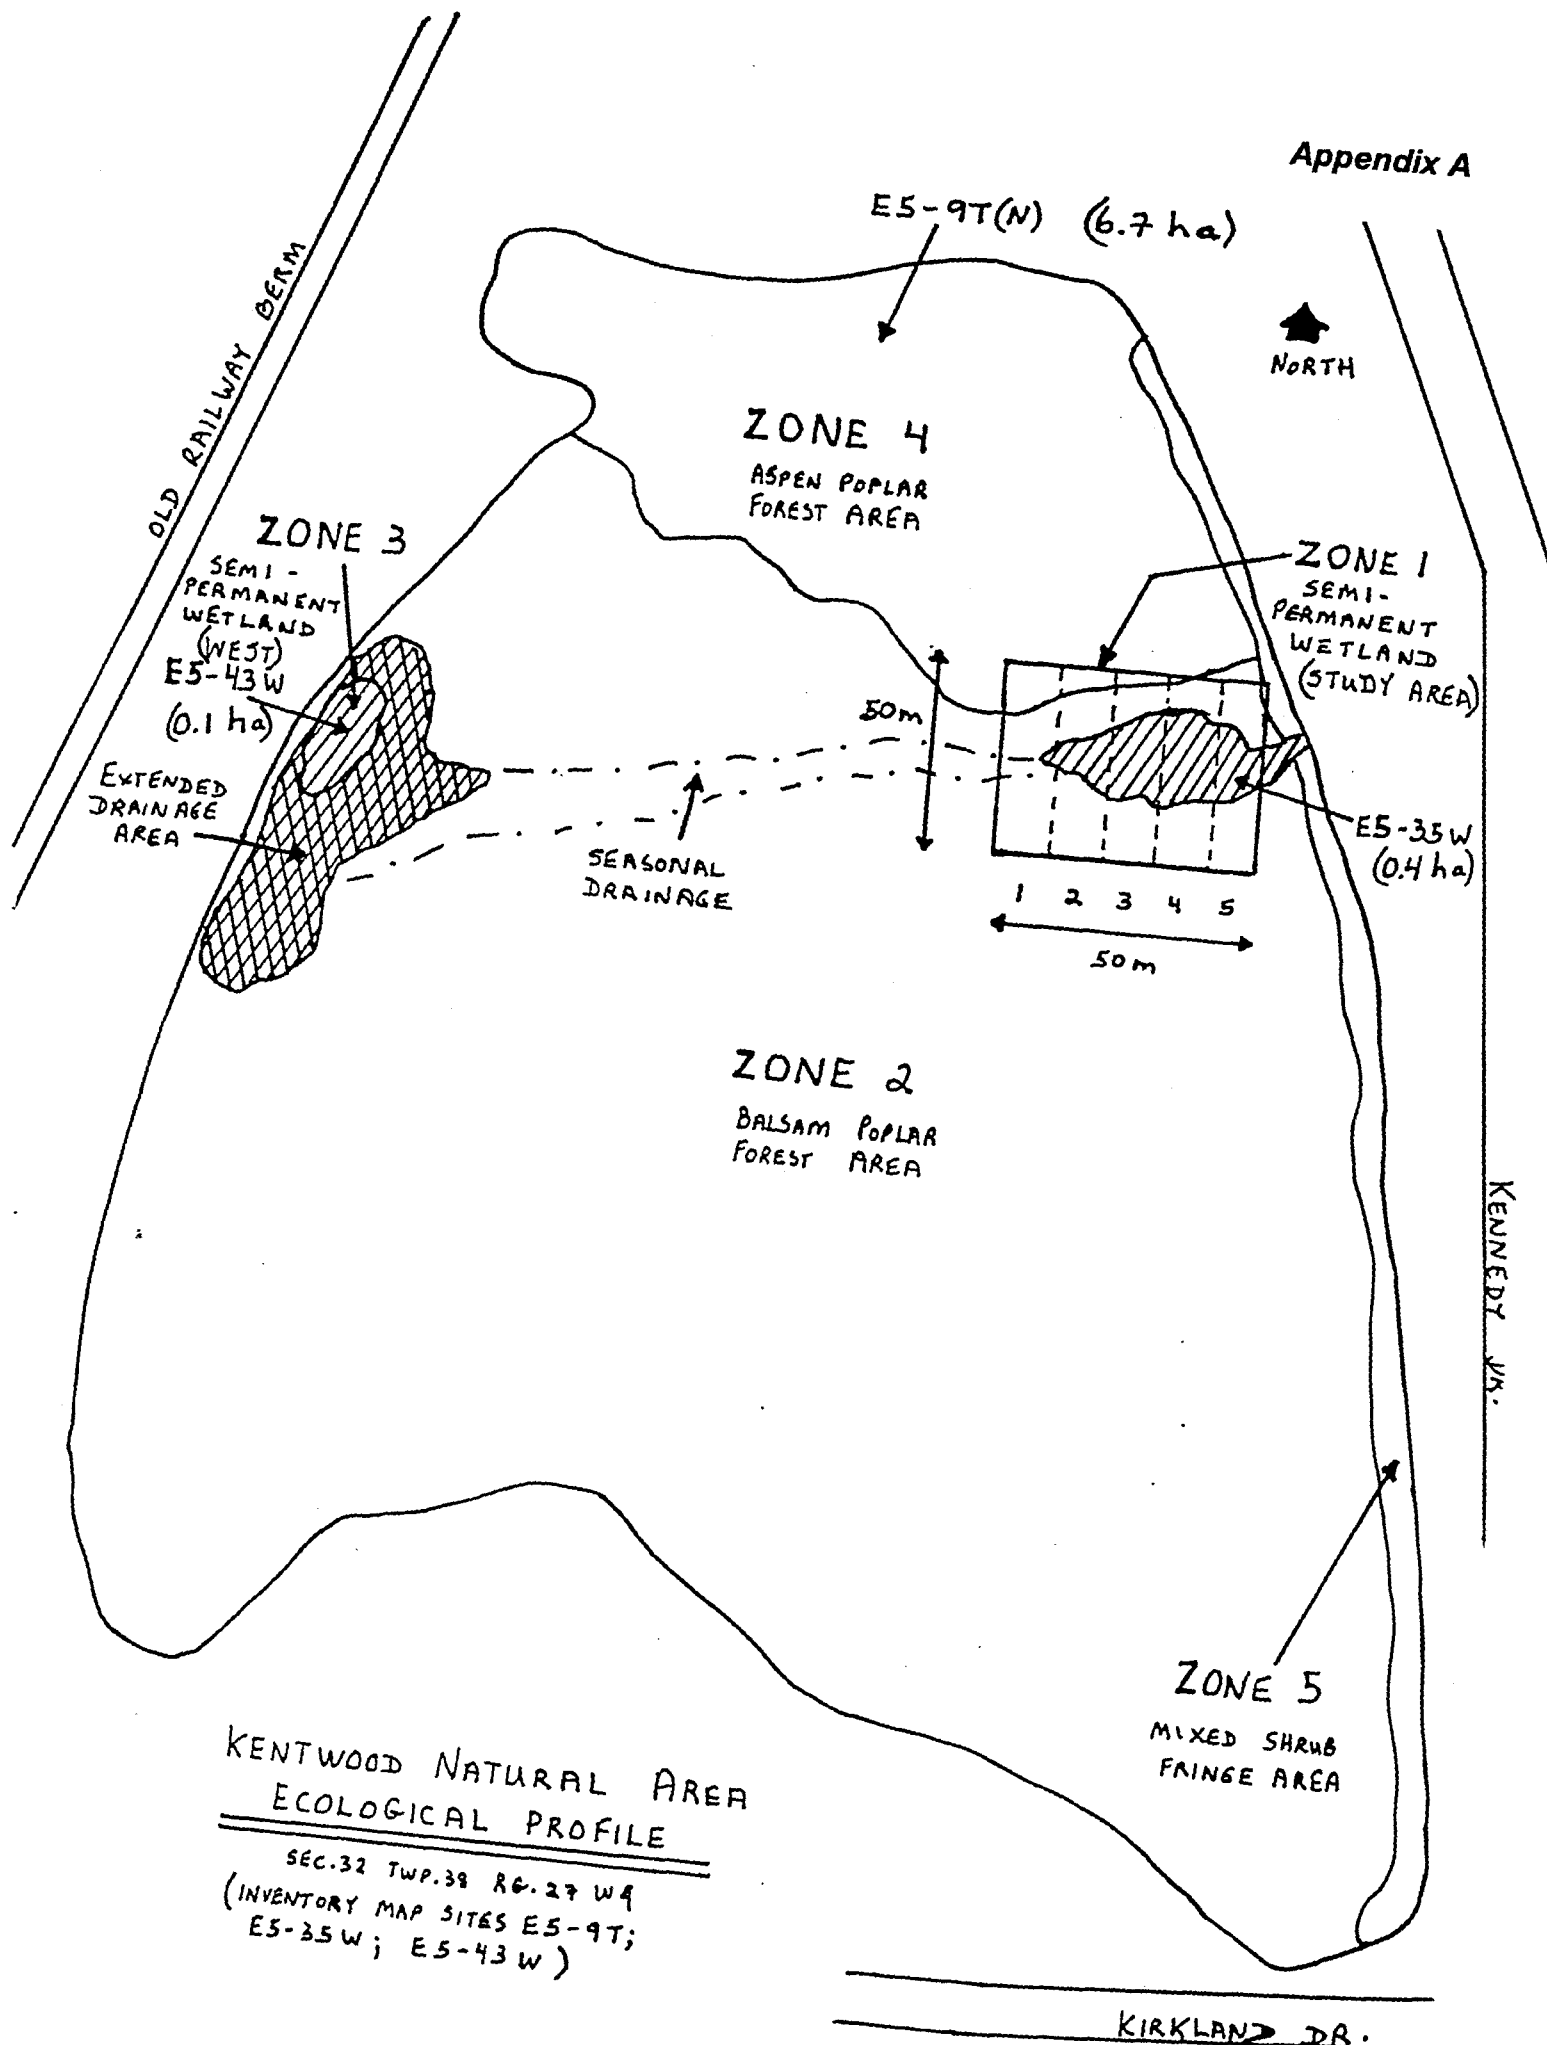 Appendix A
E5-9T(N) (6.7 ha)
NORTH
OLD RAILWAY BERM
ZONE 4
ASPEN POPLAR
FOREST AREA
ZONE 3
SEMI-
PERMANENT
WETLAND
(WEST)
E5-43W
(0.1 ha)
EXTENDED
DRAINAGE
AREA
ZONE 1
SEMI-
PERMANENT
WETLAND
(STUDY AREA)
50m
E5-35W
(0.4 ha)
SEASONAL
DRAINAGE
1 2 3 4 5
50m
ZONE 2
BALSAM POPLAR
FOREST AREA
KENNEDY
ZONE 5
MIXED SHRUB
FRINGE AREA
KENTWOOD NATURAL AREA
ECOLOGICAL PROFILE
SEC.32 TWP.38 RG.27 W4
(INVENTORY MAP SITES E5-9T;
E5-35W; E5-43W)
KIRKLAND DR.